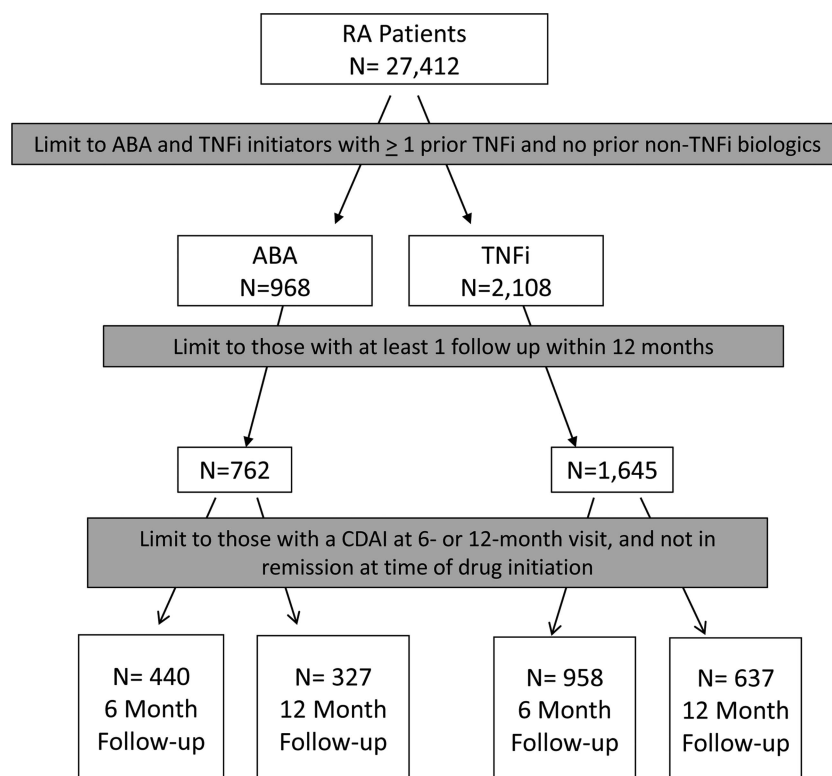 RA Patients
N= 27,412
Limit to ABA and TNFi initiators with ≥ 1 prior TNFi and no prior non-TNFi biologics
ABA
N=968
TNFi
N=2,108
Limit to those with at least 1 follow up within 12 months
N=762
N=1,645
Limit to those with a CDAI at 6- or 12-month visit, and not in
remission at time of drug initiation
N= 440
6 Month
Follow-up
N= 327
12 Month
Follow-up
N= 958
6 Month
Follow-up
N= 637
12 Month
Follow-up